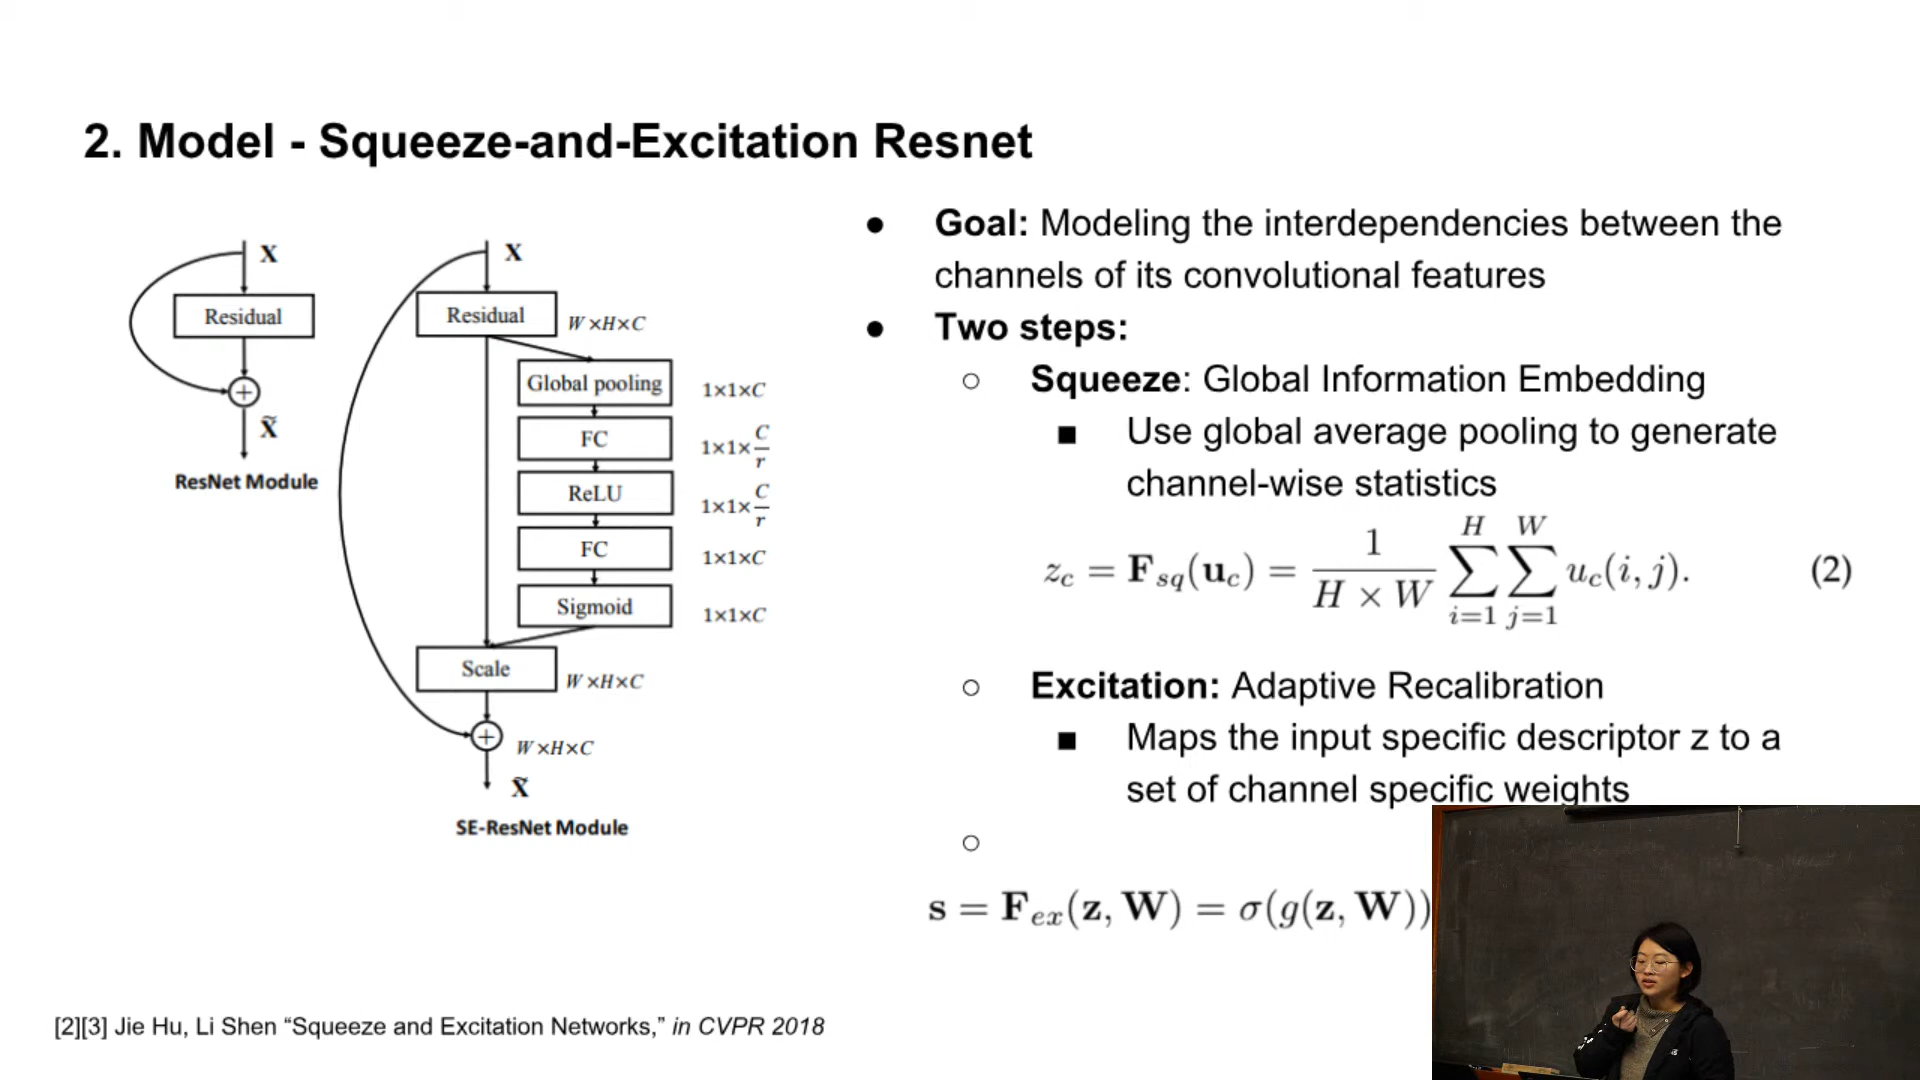 2. Model - Squeeze-and-Excitation Resnet
X
Residual
+
X̃
ResNet Module
X
Residual
W×H×C
Global pooling
1×1×C
FC
1×1×C/r
ReLU
1×1×C/r
FC
1×1×C
Sigmoid
1×1×C
Scale
W×H×C
+
W×H×C
X̃
SE-ResNet Module
● Goal: Modeling the interdependencies between the
channels of its convolutional features
● Two steps:
○ Squeeze: Global Information Embedding
■ Use global average pooling to generate
channel-wise statistics
z_c = F_sq(u_c) = 1/(H × W) ∑_{i=1}^{H} ∑_{j=1}^{W} u_c(i, j). (2)
○ Excitation: Adaptive Recalibration
■ Maps the input specific descriptor z to a
set of channel specific weights
○
s = F_ex(z, W) = σ(g(z, W))
[2][3] Jie Hu, Li Shen “Squeeze and Excitation Networks,” in CVPR 2018